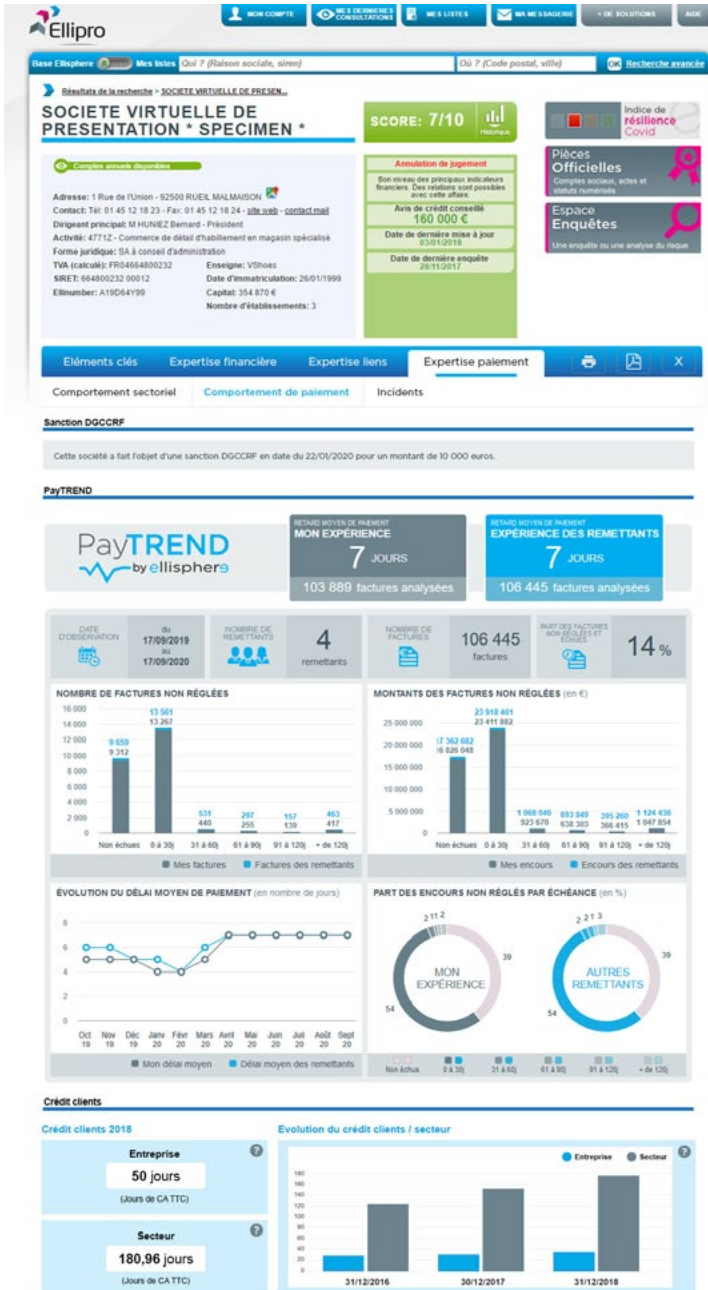 Ellipro
MON COMPTE
MES DERNIERES CONSULTATIONS
MES LISTES
MA MESSAGERIE
+ DE SOLUTIONS
AIDE
Base Ellisphere Mes listes Qui ? (Raison sociale, siren) Où ? (Code postal, ville) OK Recherche avancée
Résultats de la recherche > SOCIETE VIRTUELLE DE PRESEN...
SOCIETE VIRTUELLE DE
PRESENTATION * SPECIMEN *
SCORE: 7/10
Historique
Indice de
résilience
Covid
Comptes annuels disponibles
Adresse: 1 Rue de l'Union - 92500 RUEIL MALMAISON
Contact: Tél: 01 45 12 18 23 - Fax: 01 45 12 18 24 - site web - contact mail
Dirigeant principal: M HUNIEZ Bernard - Président
Activité: 4771Z - Commerce de détail d'habillement en magasin spécialisé
Forme juridique: SA à conseil d'administration
TVA (calculé): FR04664800232 Enseigne: VShoes
SIRET: 664800232 00012 Date d'immatriculation: 26/01/1999
Ellinumber: A19D64Y99 Capital: 354 870 €
Nombre d'établissements: 3
Annulation de jugement
Bon niveau des principaux indicateurs
financiers. Des relations sont possibles
avec cette affaire.
Avis de crédit conseillé
160 000 €
Date de dernière mise à jour
03/01/2018
Date de dernière enquête
28/11/2017
Pièces
Officielles
Comptes sociaux, actes et
statuts numérisés
Espace
Enquêtes
Une enquête ou une analyse du risque
Eléments clés Expertise financière Expertise liens Expertise paiement X
Comportement sectoriel Comportement de paiement Incidents
Sanction DGCCRF
Cette société a fait l'objet d'une sanction DGCCRF en date du 22/01/2020 pour un montant de 10 000 euros.
PayTREND
PayTREND
by ellisphere
RETARD MOYEN DE PAIEMENT
MON EXPÉRIENCE
7 JOURS
103 889 factures analysées
RETARD MOYEN DE PAIEMENT
EXPÉRIENCE DES REMETTANTS
7 JOURS
106 445 factures analysées
DATE
D'OBSERVATION
du
17/09/2019
au
17/09/2020
NOMBRE DE
REMETTANTS
4
remettants
NOMBRE DE
FACTURES
106 445
factures
PART DES FACTURES
NON RÉGLÉES ET
ÉCHUES
14 %
NOMBRE DE FACTURES NON RÉGLÉES
16 000
14 000
12 000
10 000
8 000
6 000
4 000
2 000
0
9 659
9 312
13 561
13 267
531
440
297
255
157
139
463
417
Non échues 0 à 30j 31 à 60j 61 à 90j 91 à 120j + de 120j
Mes factures Factures des remettants
MONTANTS DES FACTURES NON RÉGLÉES (en €)
25 000 000
20 000 000
15 000 000
10 000 000
5 000 000
0
17 362 682
16 826 048
23 918 461
23 411 882
1 068 046
923 670
693 849
638 303
395 260
366 415
1 124 436
1 047 854
Non échues 0 à 30j 31 à 60j 61 à 90j 91 à 120j + de 120j
Mes encours Encours des remettants
ÉVOLUTION DU DÉLAI MOYEN DE PAIEMENT (en nombre de jours)
8
6
4
2
0
Oct Nov Déc Janv Févr Mars Avril Mai Juin Juil Août Sept
19 19 19 20 20 20 20 20 20 20 20 20
Mon délai moyen Délai moyen des remettants
PART DES ENCOURS NON RÉGLÉS PAR ÉCHÉANCE (en %)
2 1 1 2
39
54
MON
EXPÉRIENCE
2 2 1 3
39
54
AUTRES
REMETTANTS
Non échus 0 à 30j 31 à 60j 61 à 90j 91 à 120j + de 120j
Crédit clients
Crédit clients 2018
Entreprise
50 jours
(Jours de CA TTC)
Secteur
180,96 jours
(Jours de CA TTC)
Evolution du crédit clients / secteur
Entreprise Secteur
180
160
140
120
100
80
60
40
20
0
31/12/2016 30/12/2017 31/12/2018